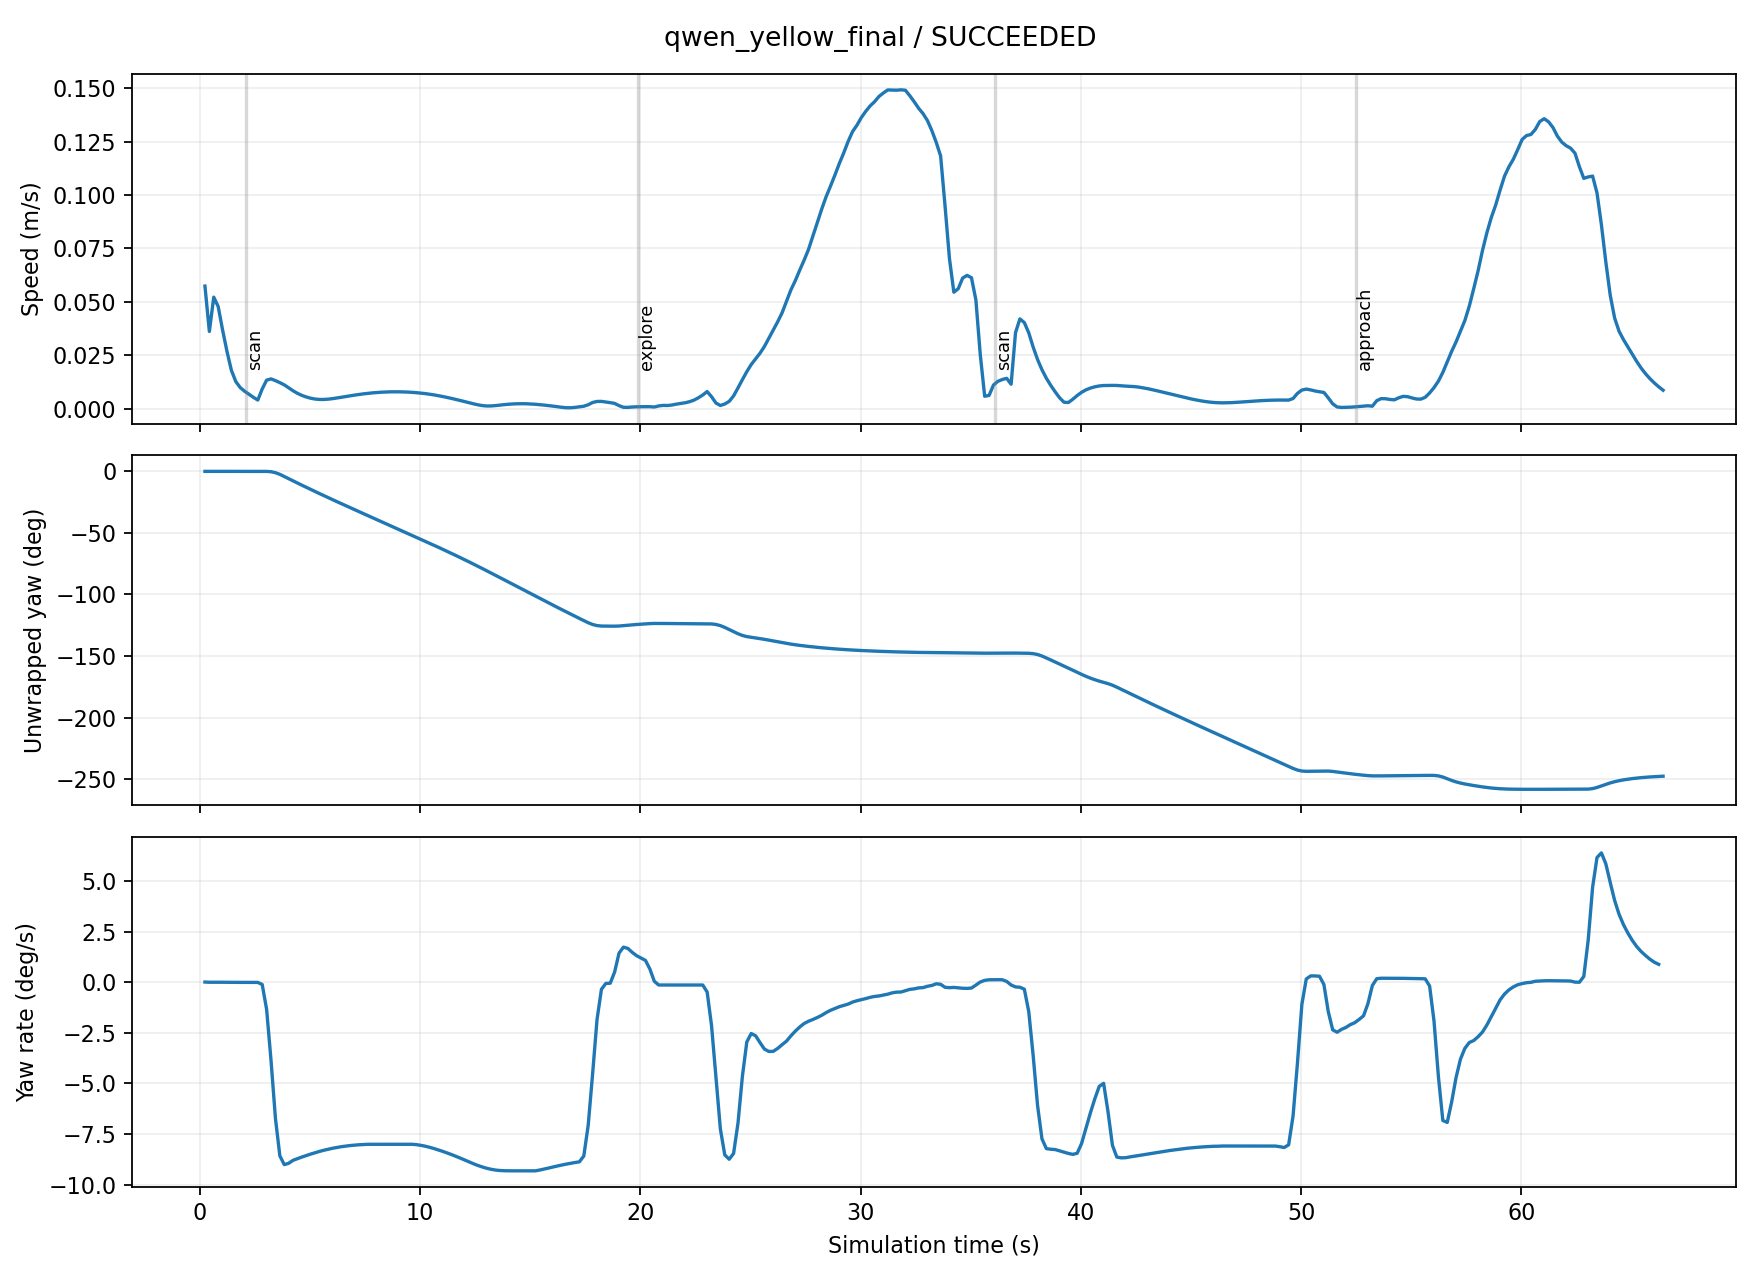 qwen_yellow_final / SUCCEEDED
0.150
0.125
0.100
0.075
0.050
0.025
0.000
Speed (m/s)
scan
explore
scan
approach
0
−50
−100
−150
−200
−250
Unwrapped yaw (deg)
5.0
2.5
0.0
−2.5
−5.0
−7.5
−10.0
Yaw rate (deg/s)
0 10 20 30 40 50 60
Simulation time (s)